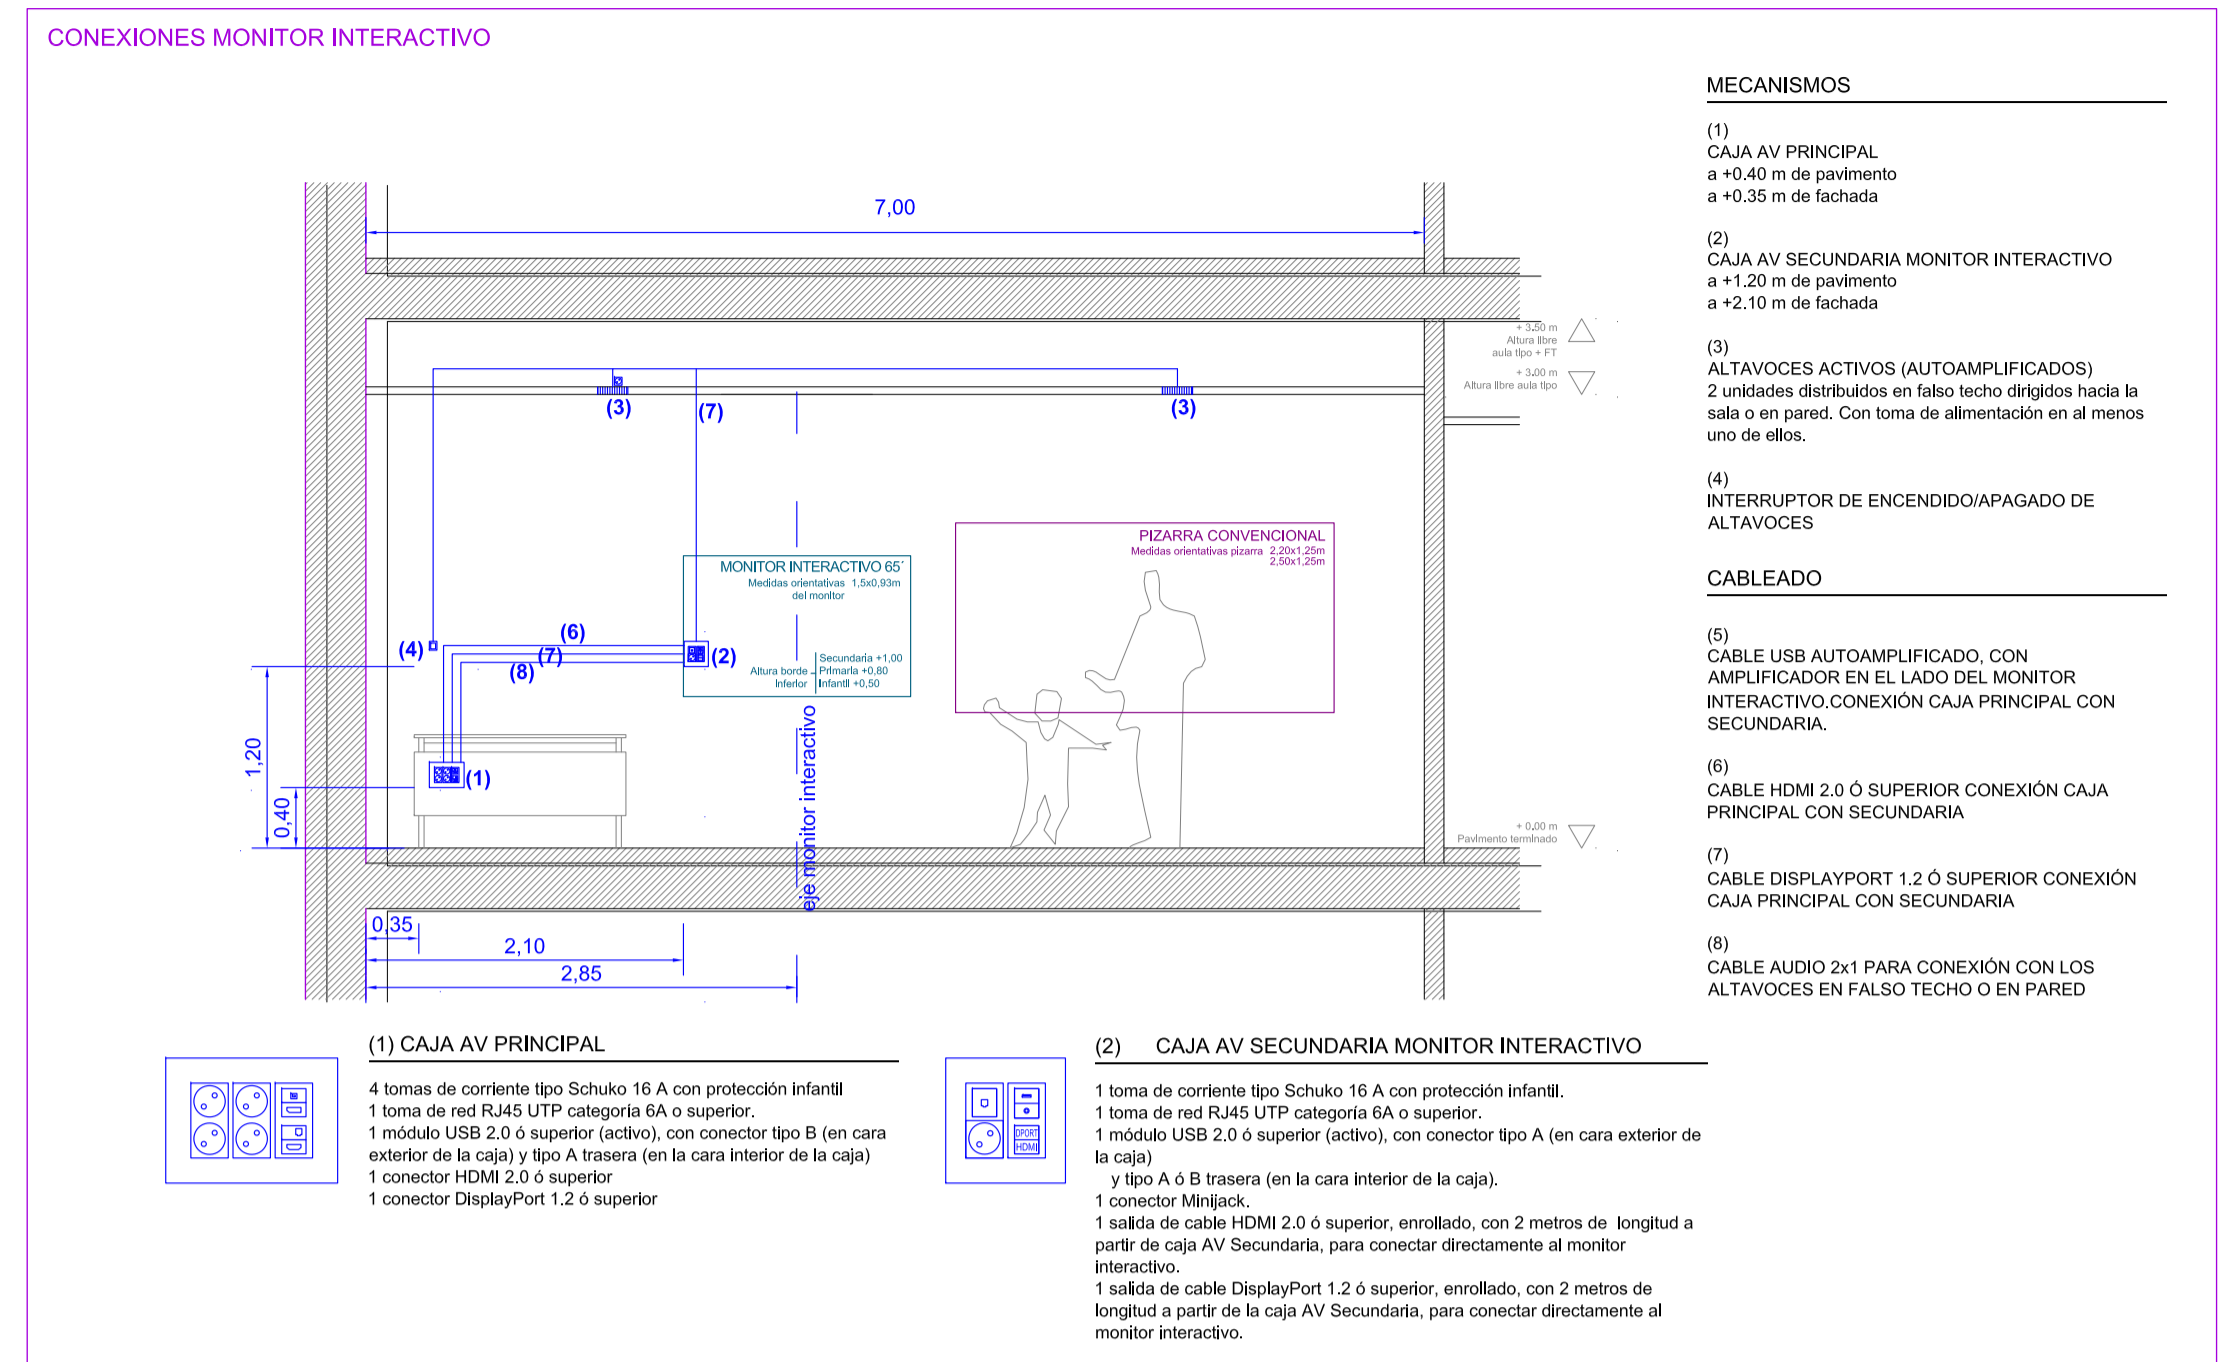 CONEXIONES MONITOR INTERACTIVO
7,00
+ 3.50 m
Altura libre
aula tipo + FT
+ 3.00 m
Altura libre aula tipo
(3)
(7)
(3)
PIZARRA CONVENCIONAL
Medidas orientativas pizarra 2,20x1,25m
2,50x1,25m
MONITOR INTERACTIVO 65´
Medidas orientativas 1,5x0,93m
del monitor
(4)
(6)
(7)
(8)
(2)
Secundaria +1,00
Altura borde Primaria +0,80
Inferior Infantil +0,50
eje monitor interactivo
1,20
0,40
(1)
+ 0.00 m
Pavimento terminado
0,35
2,10
2,85
MECANISMOS
(1)
CAJA AV PRINCIPAL
a +0.40 m de pavimento
a +0.35 m de fachada
(2)
CAJA AV SECUNDARIA MONITOR INTERACTIVO
a +1.20 m de pavimento
a +2.10 m de fachada
(3)
ALTAVOCES ACTIVOS (AUTOAMPLIFICADOS)
2 unidades distribuidos en falso techo dirigidos hacia la
sala o en pared. Con toma de alimentación en al menos
uno de ellos.
(4)
INTERRUPTOR DE ENCENDIDO/APAGADO DE
ALTAVOCES
CABLEADO
(5)
CABLE USB AUTOAMPLIFICADO, CON
AMPLIFICADOR EN EL LADO DEL MONITOR
INTERACTIVO.CONEXIÓN CAJA PRINCIPAL CON
SECUNDARIA.
(6)
CABLE HDMI 2.0 Ó SUPERIOR CONEXIÓN CAJA
PRINCIPAL CON SECUNDARIA
(7)
CABLE DISPLAYPORT 1.2 Ó SUPERIOR CONEXIÓN
CAJA PRINCIPAL CON SECUNDARIA
(8)
CABLE AUDIO 2x1 PARA CONEXIÓN CON LOS
ALTAVOCES EN FALSO TECHO O EN PARED
(1) CAJA AV PRINCIPAL
4 tomas de corriente tipo Schuko 16 A con protección infantil
1 toma de red RJ45 UTP categoría 6A o superior.
1 módulo USB 2.0 ó superior (activo), con conector tipo B (en cara
exterior de la caja) y tipo A trasera (en la cara interior de la caja)
1 conector HDMI 2.0 ó superior
1 conector DisplayPort 1.2 ó superior
DPORT
HDMI
(2) CAJA AV SECUNDARIA MONITOR INTERACTIVO
1 toma de corriente tipo Schuko 16 A con protección infantil.
1 toma de red RJ45 UTP categoría 6A o superior.
1 módulo USB 2.0 ó superior (activo), con conector tipo A (en cara exterior de
la caja)
y tipo A ó B trasera (en la cara interior de la caja).
1 conector Minijack.
1 salida de cable HDMI 2.0 ó superior, enrollado, con 2 metros de longitud a
partir de caja AV Secundaria, para conectar directamente al monitor
interactivo.
1 salida de cable DisplayPort 1.2 ó superior, enrollado, con 2 metros de
longitud a partir de la caja AV Secundaria, para conectar directamente al
monitor interactivo.